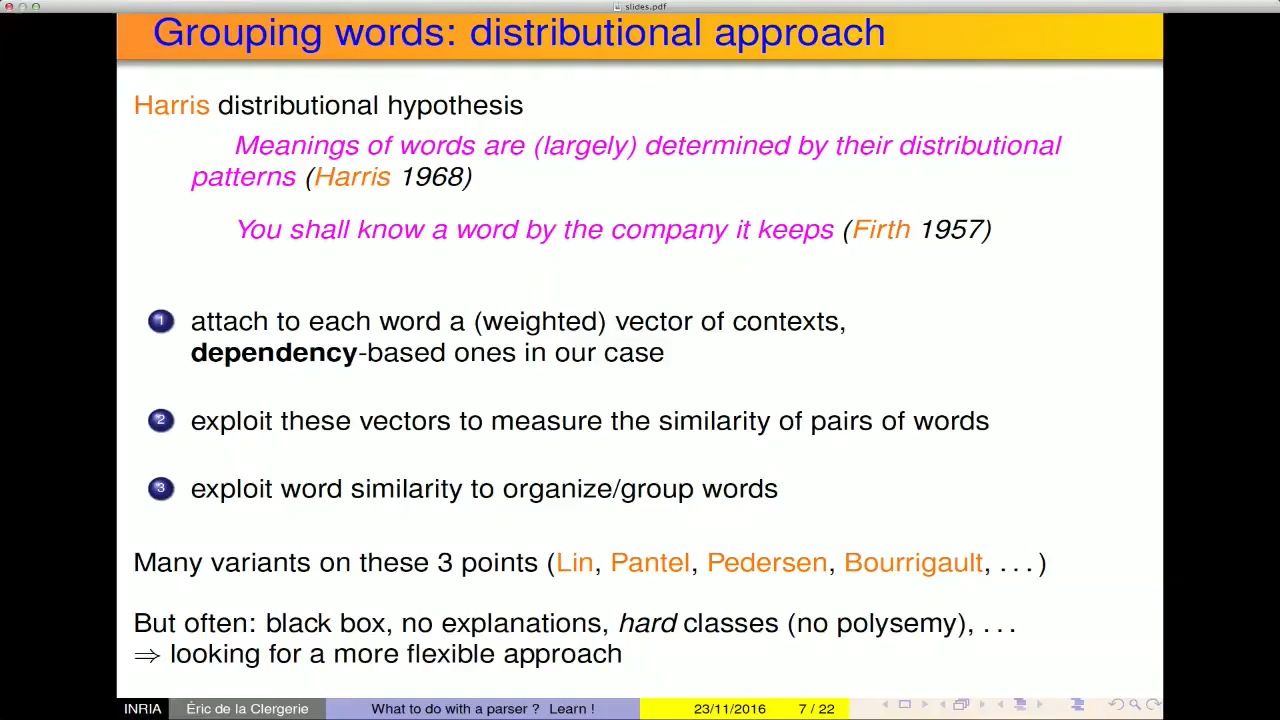 slides.pdf
Grouping words: distributional approach
Harris distributional hypothesis
Meanings of words are (largely) determined by their distributional
patterns (Harris 1968)
You shall know a word by the company it keeps (Firth 1957)
1 attach to each word a (weighted) vector of contexts,
dependency-based ones in our case
2 exploit these vectors to measure the similarity of pairs of words
3 exploit word similarity to organize/group words
Many variants on these 3 points (Lin, Pantel, Pedersen, Bourrigault, . . . )
But often: black box, no explanations, hard classes (no polysemy), . . .
⇒ looking for a more flexible approach
INRIA Éric de la Clergerie What to do with a parser ? Learn ! 23/11/2016 7 / 22